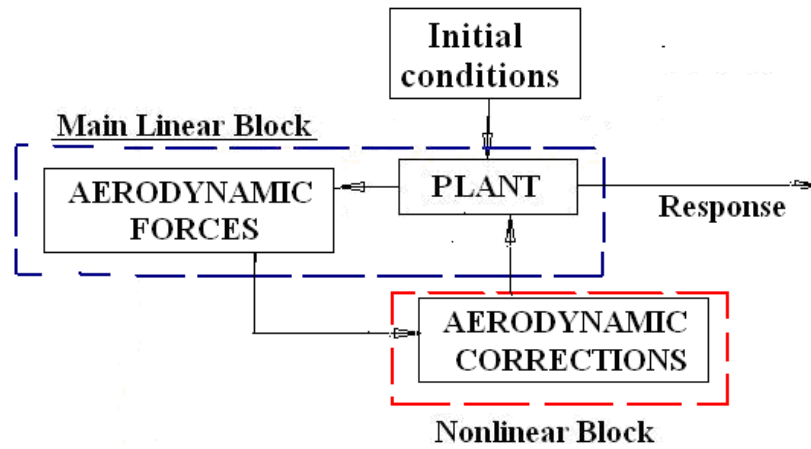 Initial
conditions
Main Linear Block
PLANT
AERODYNAMIC
FORCES
Response
AERODYNAMIC
CORRECTIONS
Nonlinear Block